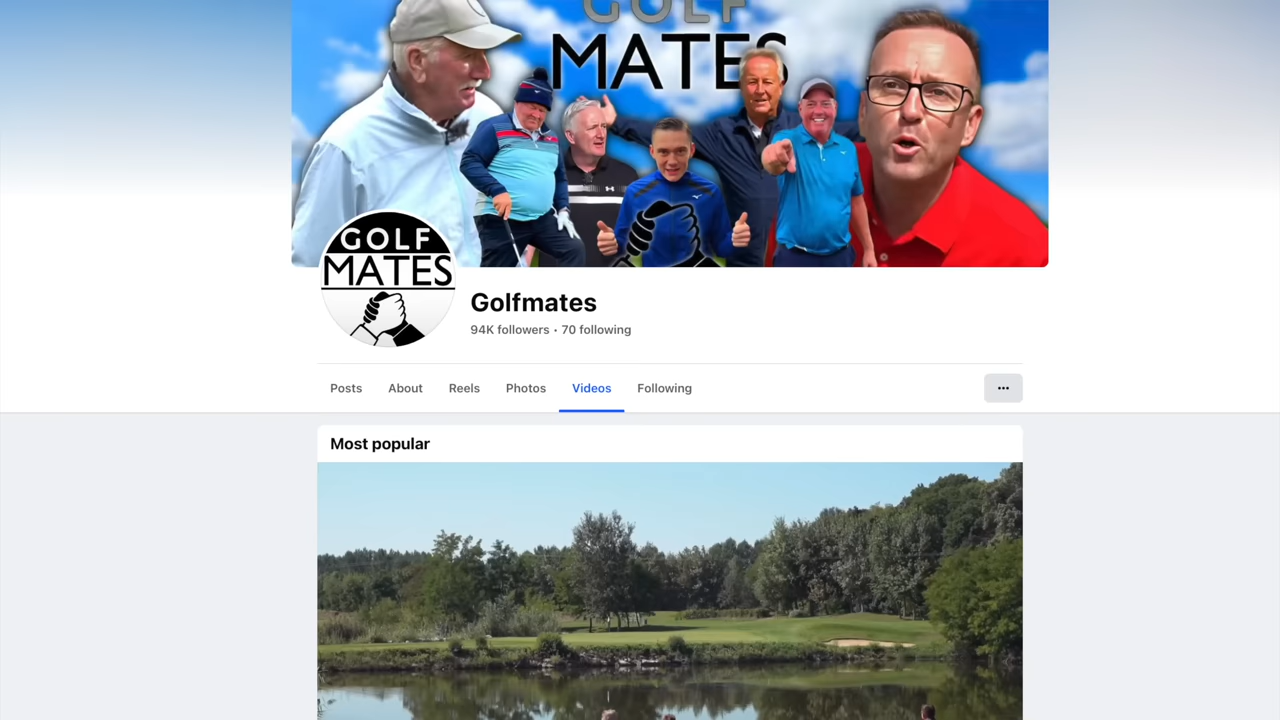 GOLF
MATES
GOLF
MATES
Golfmates
94K followers · 70 following
Posts About Reels Photos Videos Following
Most popular